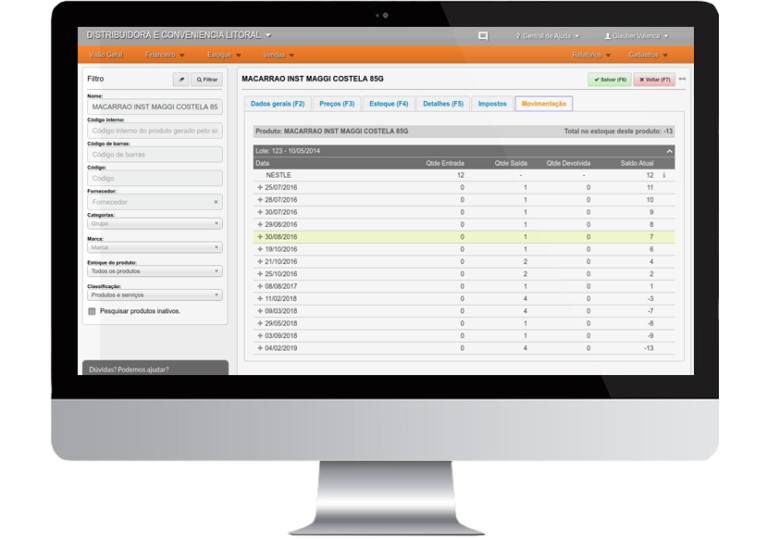 DISTRIBUIDORA E CONVENIENCIA LITORAL
? Central de Ajuda
Glauber Valença
Visão Geral Financeiro Estoque Vendas Relatórios Cadastros
Filtro Filtrar
Nome:
MACARRAO INST MAGGI COSTELA 85
Código interno:
Código interno do produto gerado pelo si
Código de barras:
Código de barras
Código:
Código
Fornecedor:
Fornecedor ×
Categorias:
Grupo
Marca:
Marca
Estoque do produto:
Todos os produtos
Classificação:
Produtos e serviços
Pesquisar produtos inativos.
Dúvidas? Podemos ajudar?
MACARRAO INST MAGGI COSTELA 85G
Salvar (F6) Voltar (F7)
Dados gerais (F2) Preços (F3) Estoque (F4) Detalhes (F5) Impostos Movimentação
Produto: MACARRAO INST MAGGI COSTELA 85G Total no estoque deste produto: -13
Lote: 123 - 10/05/2014
Data Qtde Entrada Qtde Saída Qtde Devolvida Saldo Atual
NESTLE 12 - - 12 i
+ 25/07/2016 0 1 0 11
+ 28/07/2016 0 1 0 10
+ 30/07/2016 0 1 0 9
+ 29/08/2016 0 1 0 8
+ 30/08/2016 0 1 0 7
+ 19/10/2016 0 1 0 6
+ 21/10/2016 0 2 0 4
+ 25/10/2016 0 2 0 2
+ 08/08/2017 0 1 0 1
+ 11/02/2018 0 4 0 -3
+ 09/03/2018 0 4 0 -7
+ 29/05/2018 0 1 0 -8
+ 03/09/2018 0 1 0 -9
+ 04/02/2019 0 4 0 -13